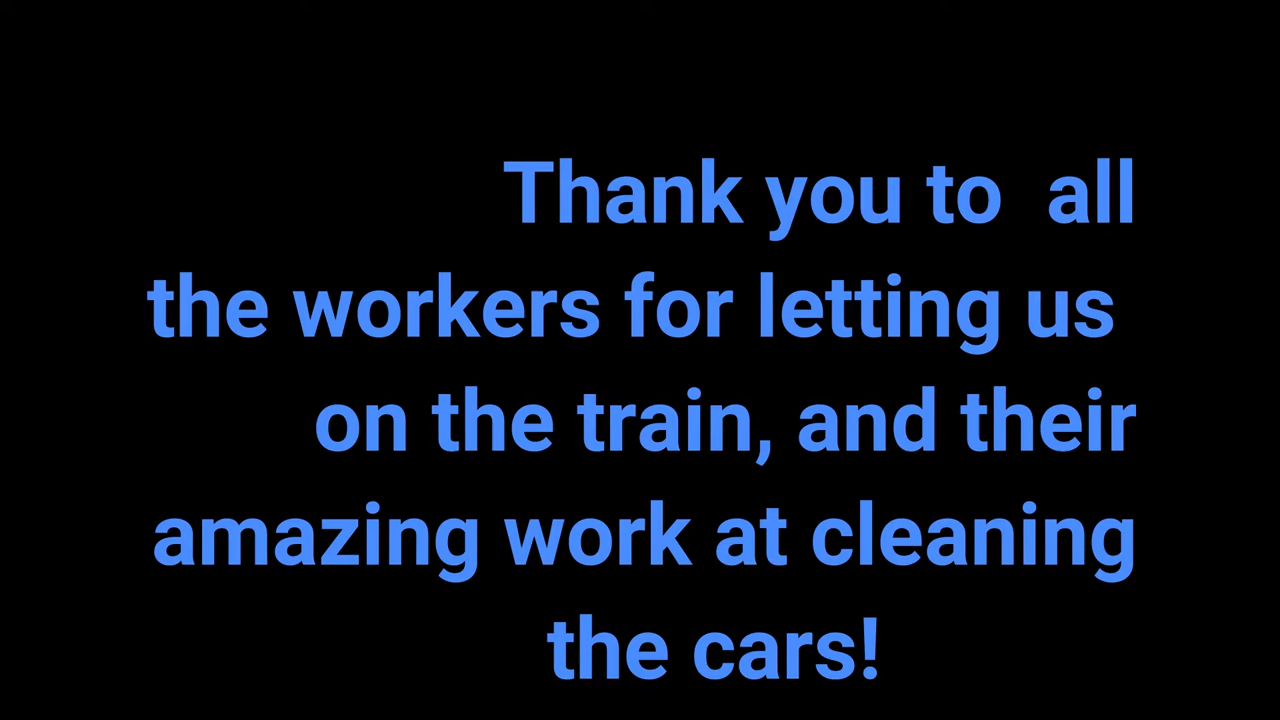 Thank you to  all
the workers for letting us
on the train, and their
amazing work at cleaning
the cars!